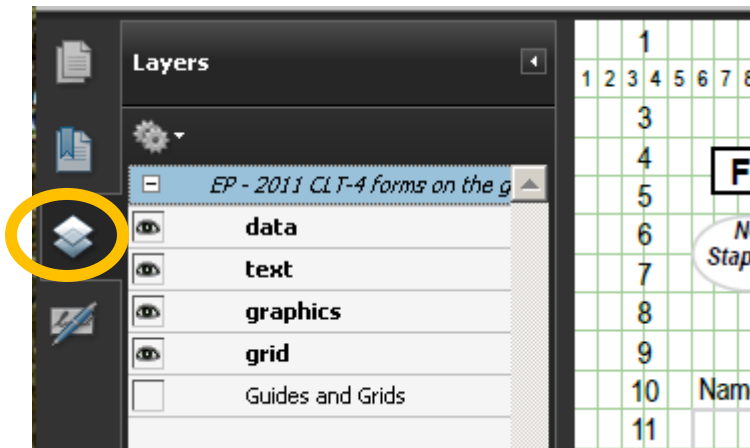 Layers
EP - 2011 CLT-4 forms on the g
data
text
graphics
grid
Guides and Grids
1
1 2 3 4 5 6 7 8
3
4
F
5
6
N
Stap
7
8
9
10 Nam
11